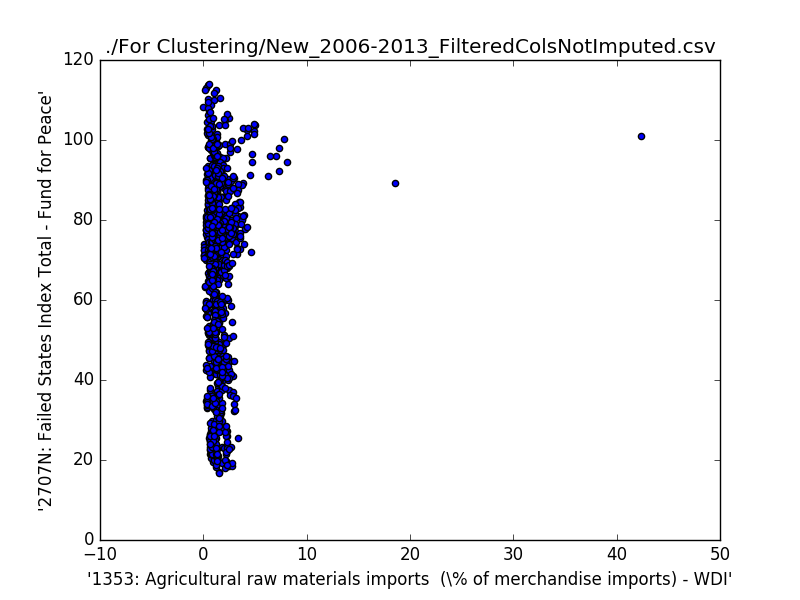 ./For Clustering/New_2006-2013_FilteredColsNotImputed.csv
120
100
80
60
40
20
0
'2707N: Failed States Index Total - Fund for Peace'
−10 0 10 20 30 40 50
'1353: Agricultural raw materials imports  (\% of merchandise imports) - WDI'